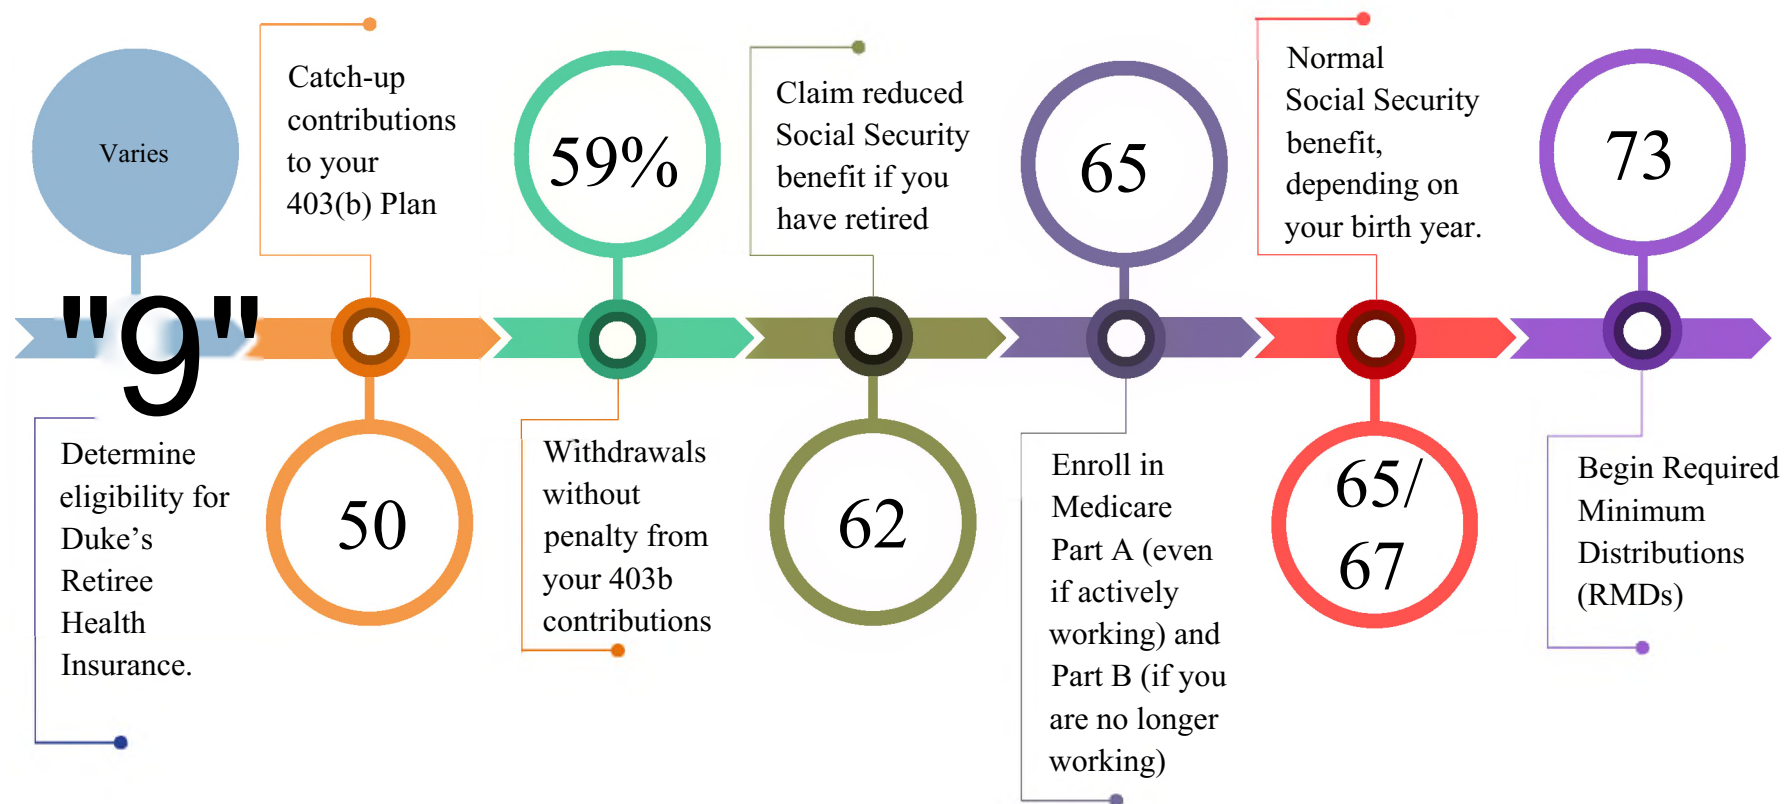 Varies
"9"
Determine
eligibility for
Duke’s
Retiree
Health
Insurance.
Catch-up
contributions
to your
403(b) Plan
50
59%
Withdrawals
without
penalty from
your 403b
contributions
Claim reduced
Social Security
benefit if you
have retired
62
65
Enroll in
Medicare
Part A (even
if actively
working) and
Part B (if you
are no longer
working)
Normal
Social Security
benefit,
depending on
your birth year.
65/
67
73
Begin Required
Minimum
Distributions
(RMDs)